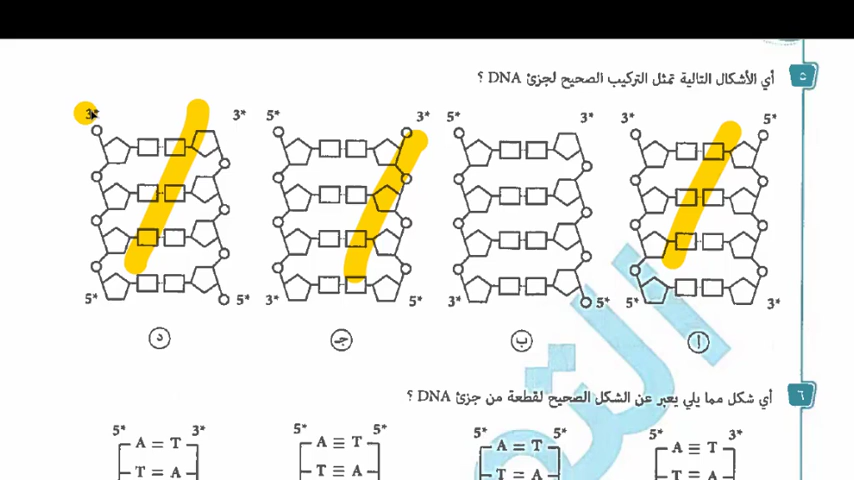 ٥ أي الأشكال التالية تمثل التركيب الصحيح لجزئ DNA ؟
3* 3* 5* 3* 5* 3* 3* 5*
5* 5* 3* 5* 3* 5* 5* 3*
أ ب جـ د
٦ أي شكل مما يلي يعبر عن الشكل الصحيح لقطعة من جزئ DNA ؟
5* 3* 5* 5* 5* 5* 5* 3*
A = T A ≡ T A = T A ≡ T
T = A T ≡ A T = A T ≡ A